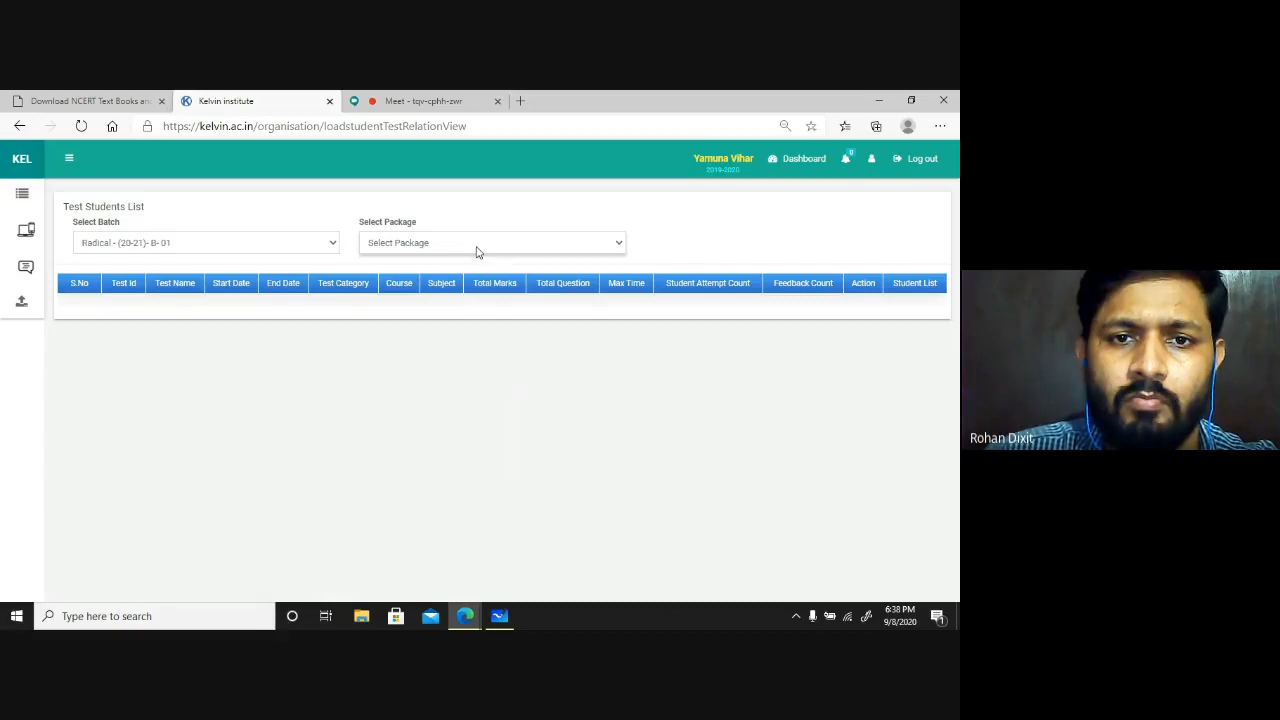 Download NCERT Text Books an
Kelvin institute
Meet - tqv-cphh-zwr
https://kelvin.ac.in/organisation/loadstudentTestRelationView
KEL
Yamuna Vihar
2019-2020
Dashboard
0
Log out
Test Students List
Select Batch
Select Package
Radical - (20-21)- B- 01
Select Package
S.No Test Id Test Name Start Date End Date Test Category Course Subject Total Marks Total Question Max Time Student Attempt Count Feedback Count Action Student List
Rohan Dixit
Type here to search
6:38 PM
9/8/2020
1